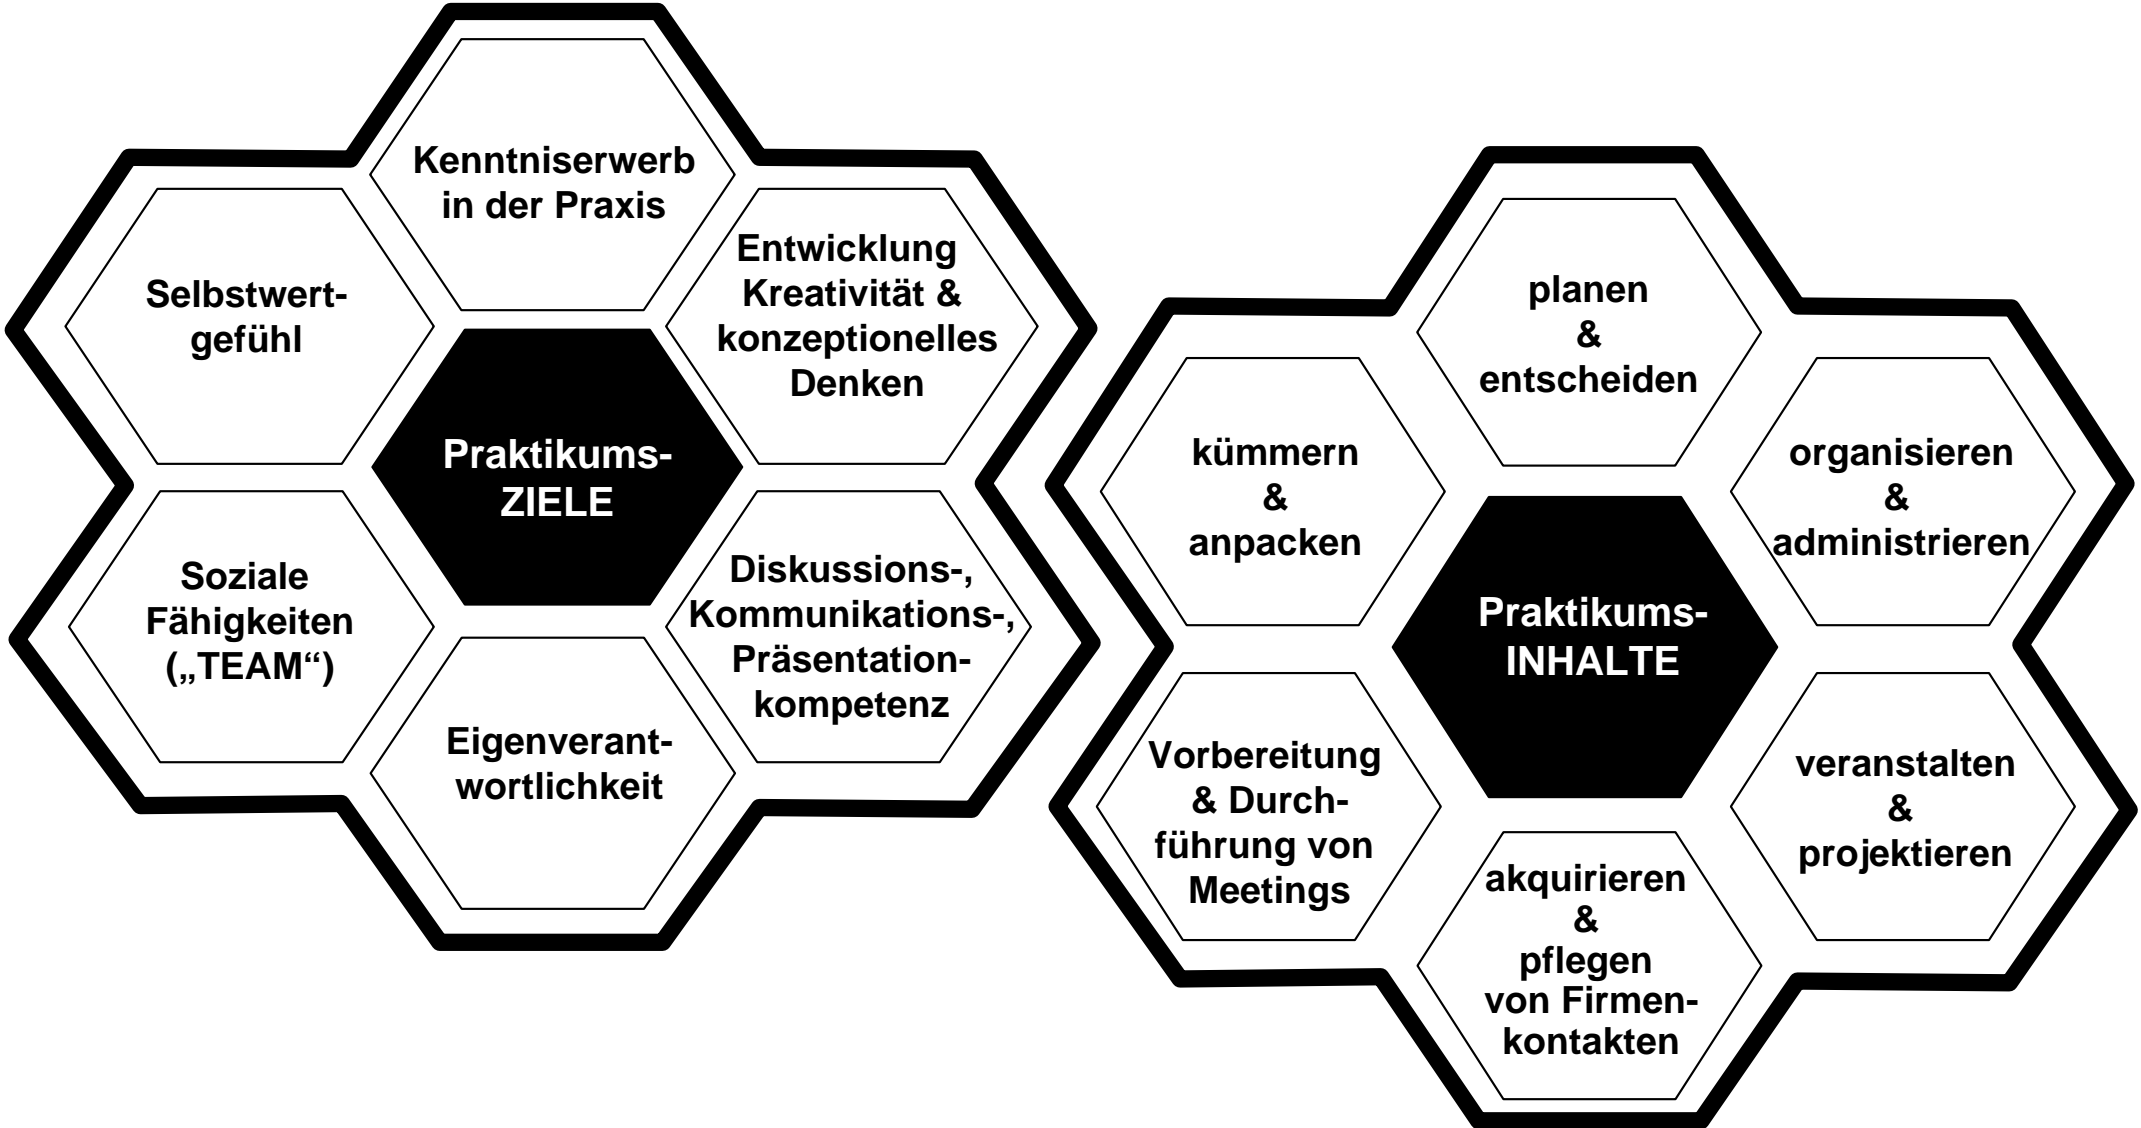 Kenntniserwerb
in der Praxis
Selbstwert-
gefühl
Entwicklung
Kreativität &
konzeptionelles
Denken
Praktikums-
ZIELE
Soziale
Fähigkeiten
(„TEAM“)
Diskussions-,
Kommunikations-,
Präsentation-
kompetenz
Eigenverant-
wortlichkeit
planen
&
entscheiden
kümmern
&
anpacken
organisieren
&
administrieren
Praktikums-
INHALTE
Vorbereitung
& Durch-
führung von
Meetings
veranstalten
&
projektieren
akquirieren
&
pflegen
von Firmen-
kontakten